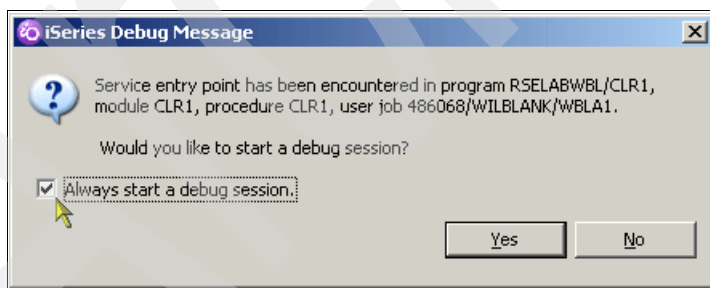 iSeries Debug Message
Service entry point has been encountered in program RSELABWBL/CLR1,
module CLR1, procedure CLR1, user job 486068/WILBLANK/WBLA1.
Would you like to start a debug session?
Always start a debug session.
Yes No